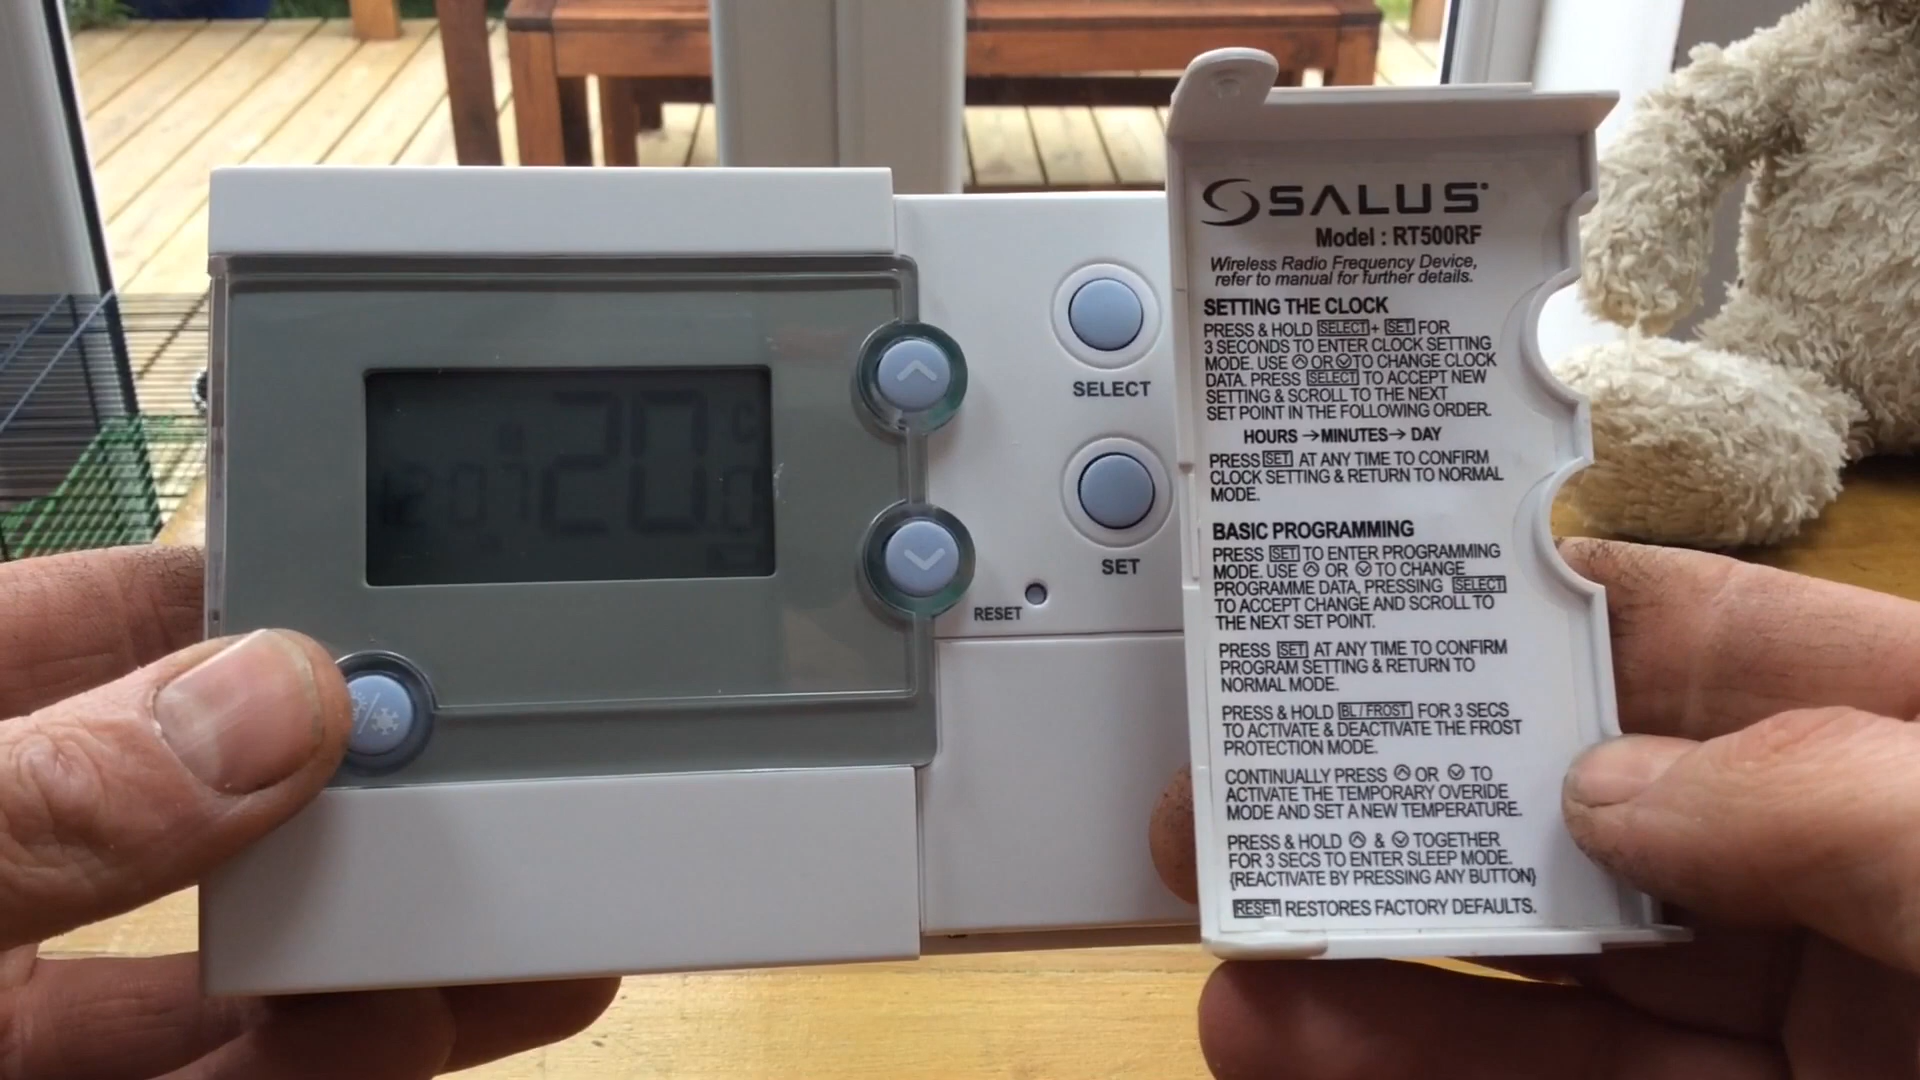 SELECT
SET
RESET
SALUS
Model : RT500RF
Wireless Radio Frequency Device,
refer to manual for further details.
SETTING THE CLOCK
PRESS & HOLD SELECT + SET FOR
3 SECONDS TO ENTER CLOCK SETTING
MODE. USE OR TO CHANGE CLOCK
DATA. PRESS SELECT TO ACCEPT NEW
SETTING & SCROLL TO THE NEXT
SET POINT IN THE FOLLOWING ORDER.
HOURS → MINUTES → DAY
PRESS SET AT ANY TIME TO CONFIRM
CLOCK SETTING & RETURN TO NORMAL
MODE.
BASIC PROGRAMMING
PRESS SET TO ENTER PROGRAMMING
MODE. USE OR TO CHANGE
PROGRAMME DATA, PRESSING SELECT
TO ACCEPT CHANGE AND SCROLL TO
THE NEXT SET POINT.
PRESS SET AT ANY TIME TO CONFIRM
PROGRAM SETTING & RETURN TO
NORMAL MODE.
PRESS & HOLD BL / FROST FOR 3 SECS
TO ACTIVATE & DEACTIVATE THE FROST
PROTECTION MODE.
CONTINUALLY PRESS OR TO
ACTIVATE THE TEMPORARY OVERIDE
MODE AND SET A NEW TEMPERATURE.
PRESS & HOLD & TOGETHER
FOR 3 SECS TO ENTER SLEEP MODE.
{REACTIVATE BY PRESSING ANY BUTTON}
RESET RESTORES FACTORY DEFAULTS.